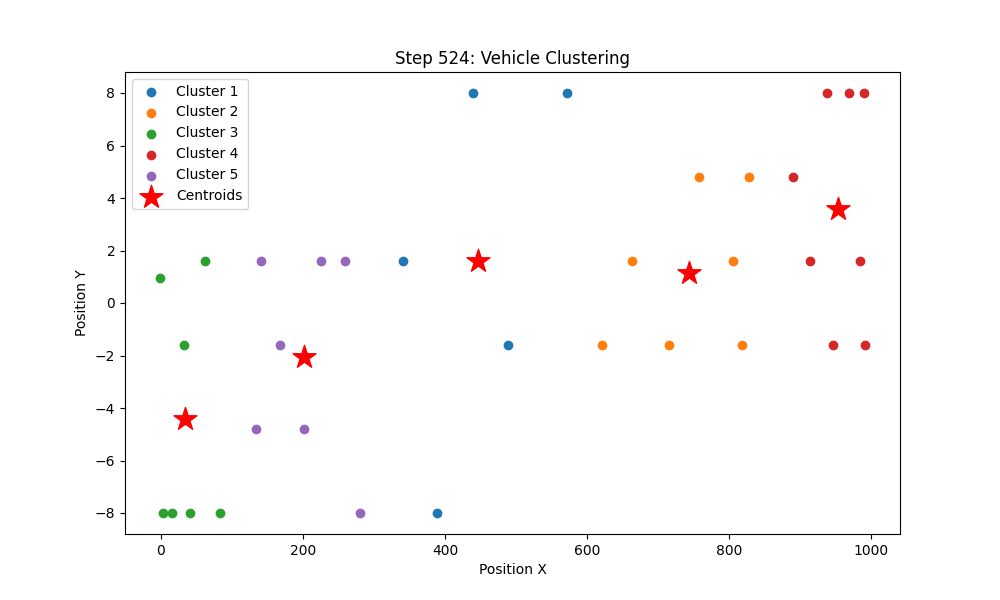 Step 524: Vehicle Clustering
Cluster 1
Cluster 2
Cluster 3
Cluster 4
Cluster 5
Centroids
8
6
4
2
0
−2
−4
−6
−8
Position Y
0 200 400 600 800 1000
Position X